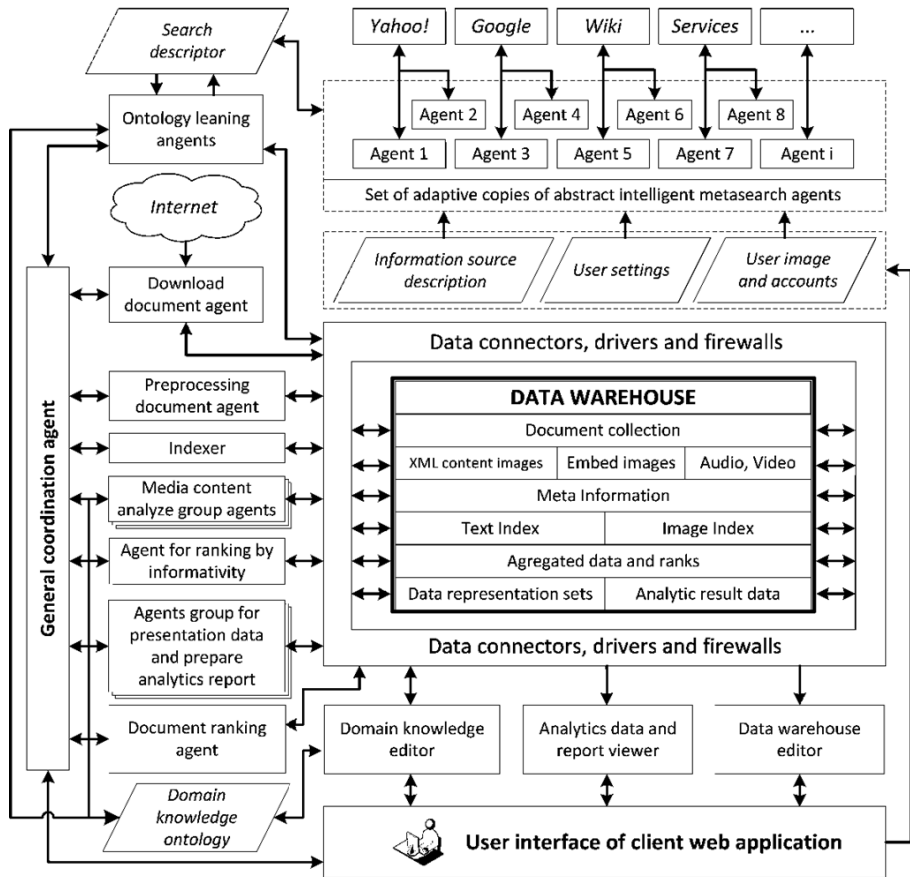 Search
descriptor
Yahoo!
Google
Wiki
Services
...
Agent 2
Agent 4
Agent 6
Agent 8
Ontology leaning
angents
Agent 1
Agent 3
Agent 5
Agent 7
Agent i
Set of adaptive copies of abstract intelligent metasearch agents
Internet
Information source
description
User settings
User image
and accounts
Download
document agent
Data connectors, drivers and firewalls
General coordination agent
Preprocessing
document agent
Indexer
Media content
analyze group agents
Agent for ranking by
informativity
Agents group for
presentation data
and prepare
analytics report
Document ranking
agent
DATA WAREHOUSE
Document collection
XML content images
Embed images
Audio, Video
Meta Information
Text Index
Image Index
Agregated data and ranks
Data representation sets
Analytic result data
Data connectors, drivers and firewalls
Domain knowledge
editor
Analytics data and
report viewer
Data warehouse
editor
Domain
knowledge
ontology
User interface of client web application